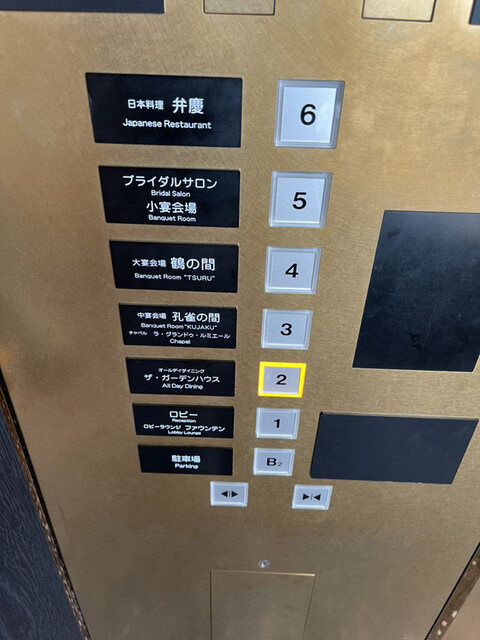 日本料理 弁慶
Japanese Restaurant
6
ブライダルサロン
Bridal Salon
小宴会場
Banquet Room
5
大宴会場 鶴の間
Banquet Room "TSURU"
4
中宴会場 孔雀の間
Banquet Room "KUJAKU"
チャペル ラ・グランドゥ・ルミエール
Chapel
3
オールデイダイニング
ザ・ガーデンハウス
All Day Dining
2
ロビー
Reception
ロビーラウンジ ファウンテン
Lobby Lounge
1
駐車場
Parking
B2